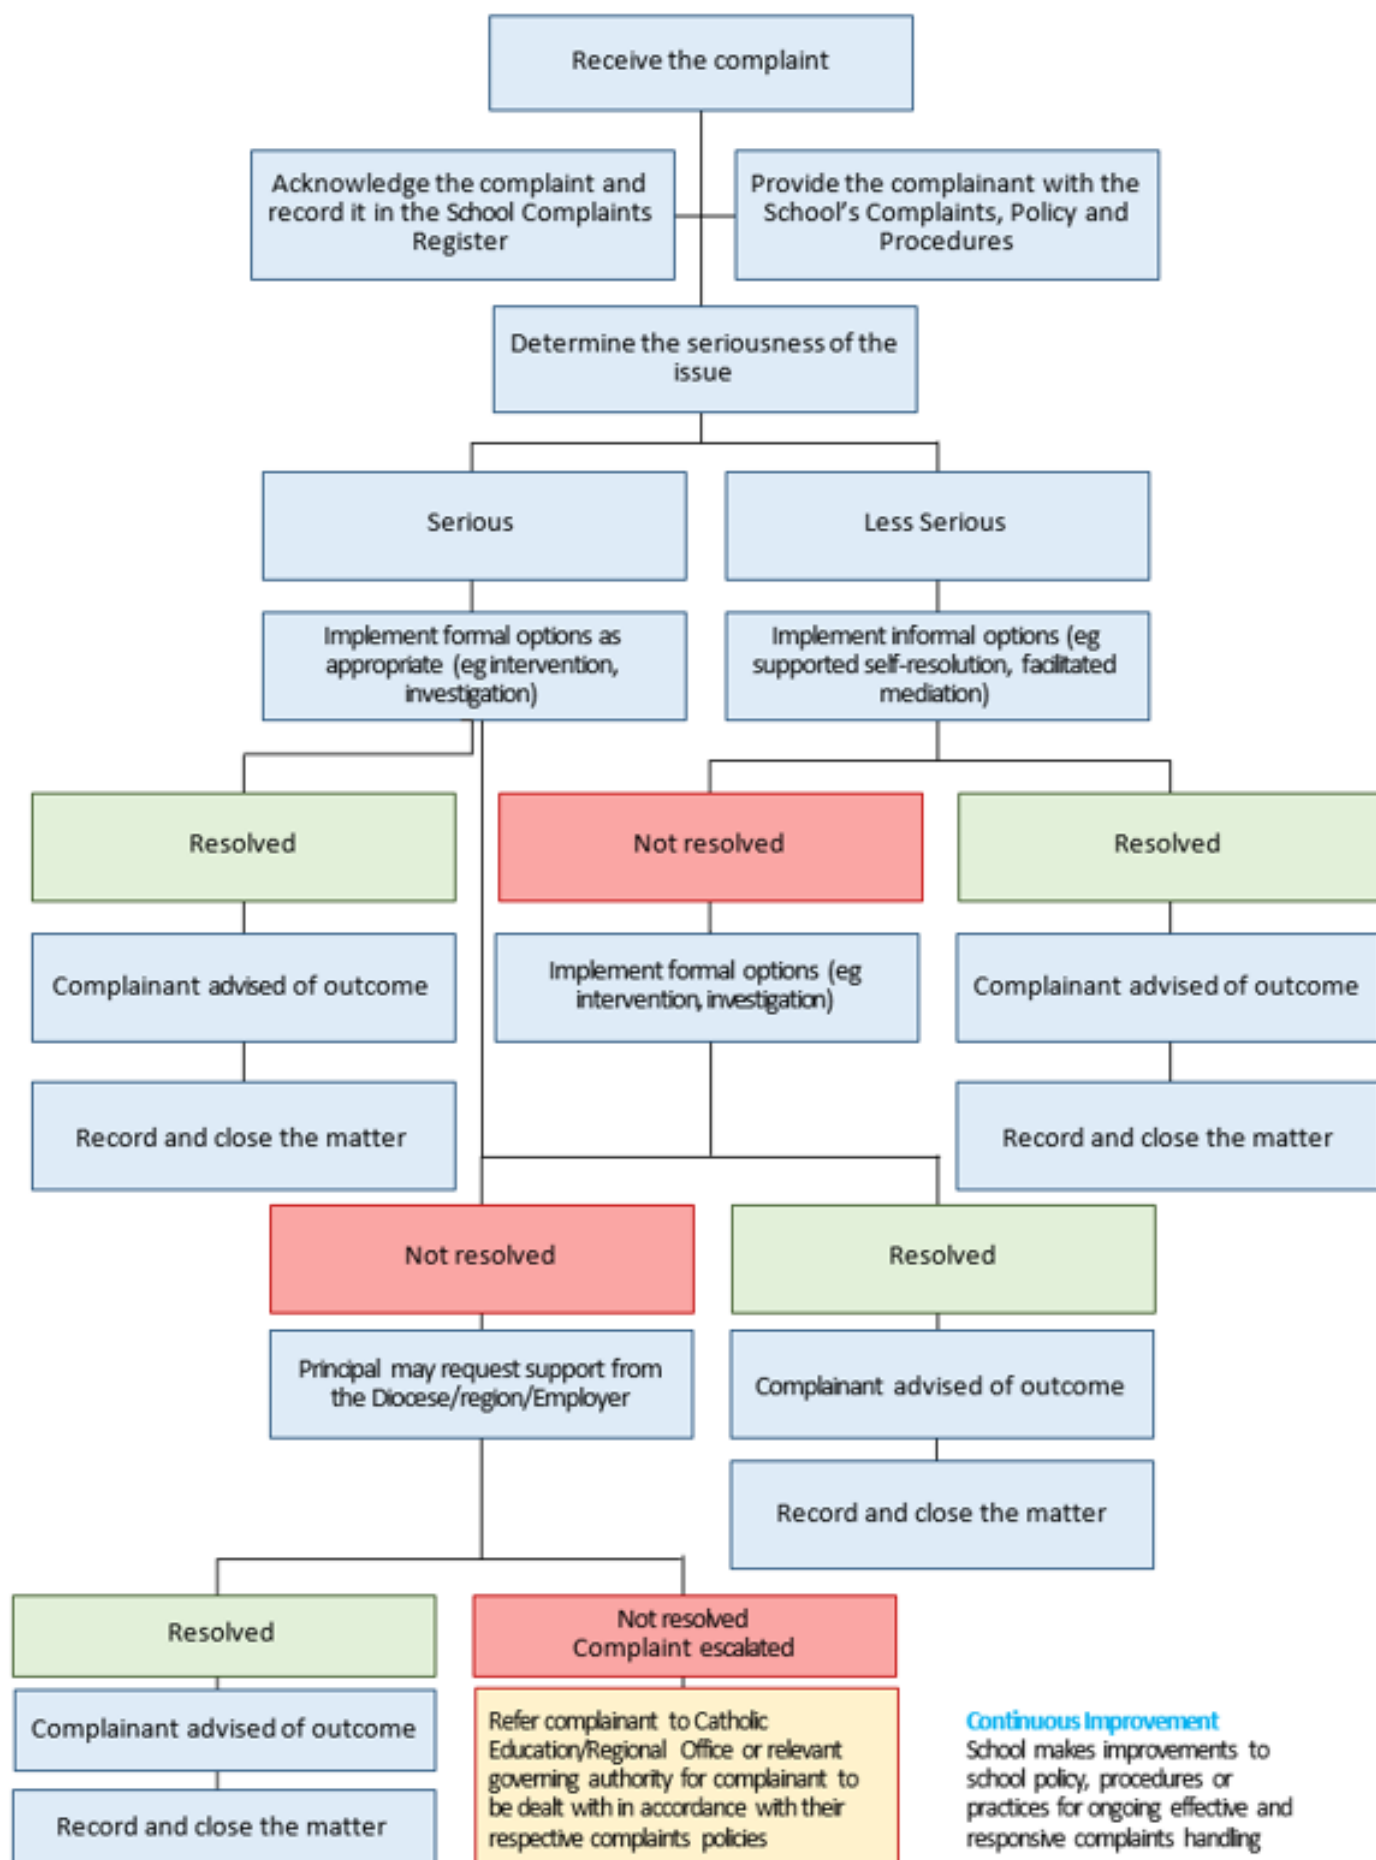 Receive the complaint
Acknowledge the complaint and
record it in the School Complaints
Register
Provide the complainant with the
School's Complaints, Policy and
Procedures
Determine the seriousness of the
issue
Serious
Less Serious
Implement formal options as
appropriate (eg intervention,
investigation)
Implement informal options (eg
supported self-resolution, facilitated
mediation)
Resolved
Not resolved
Resolved
Complainant advised of outcome
Implement formal options (eg
intervention, investigation)
Complainant advised of outcome
Record and close the matter
Record and close the matter
Not resolved
Resolved
Principal may request support from
the Diocese/region/Employer
Complainant advised of outcome
Record and close the matter
Resolved
Not resolved
Complaint escalated
Complainant advised of outcome
Record and close the matter
Refer complainant to Catholic
Education/Regional Office or relevant
governing authority for complainant to
be dealt with in accordance with their
respective complaints policies
Continuous Improvement
School makes improvements to
school policy, procedures or
practices for ongoing effective and
responsive complaints handling